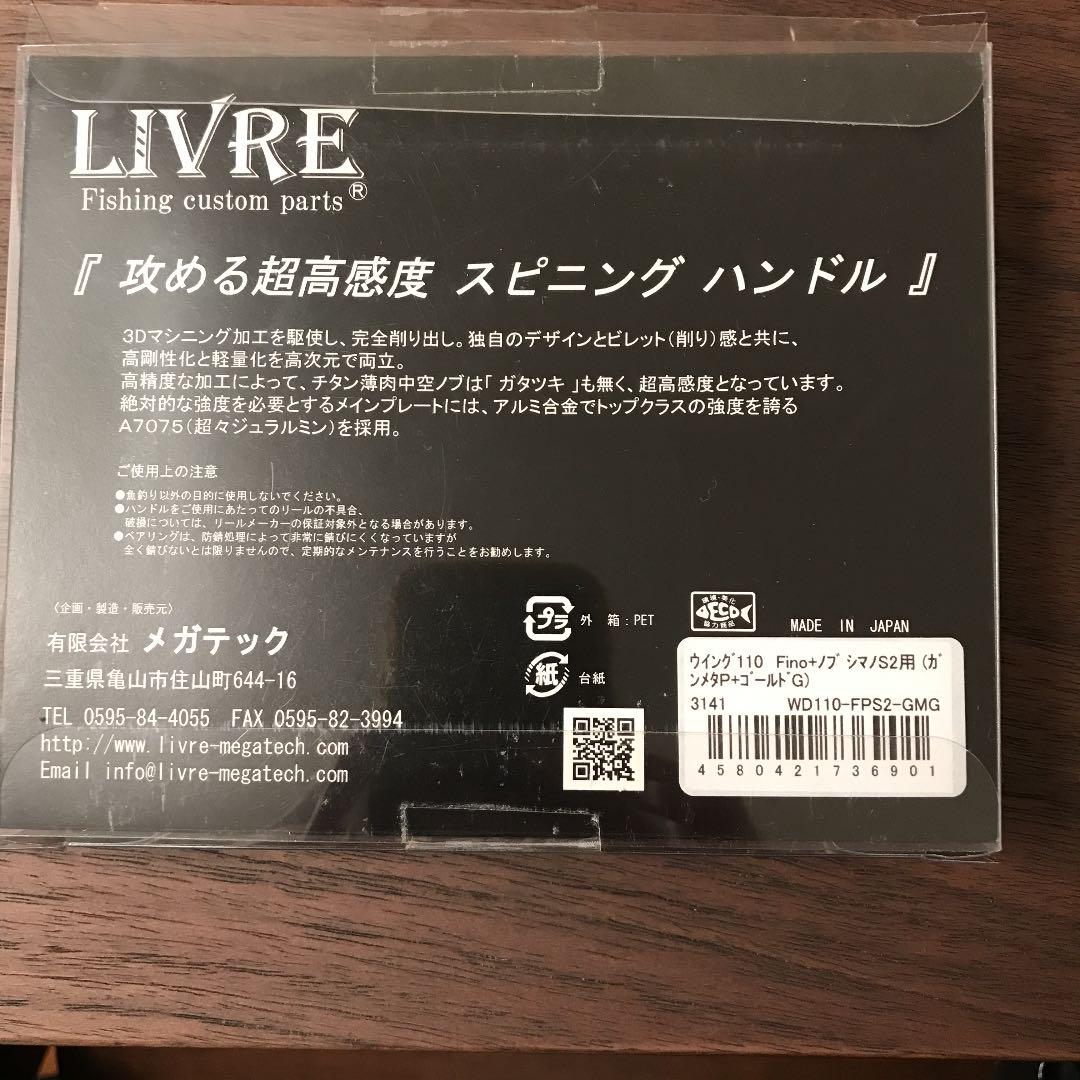 LIVRE
Fishing custom parts®
『 攻める超高感度 スピニング ハンドル 』
3Dマシニング加工を駆使し、完全削り出し。独自のデザインとビレット(削り)感と共に、
高剛性化と軽量化を高次元で両立。
高精度な加工によって、チタン薄肉中空ノブは「 ガタツキ 」も無く、超高感度となっています。
絶対的な強度を必要とするメインプレートには、アルミ合金でトップクラスの強度を誇る
A7075(超々ジュラルミン)を採用。
ご使用上の注意
●魚釣り以外の目的に使用しないでください。
●ハンドルをご使用にあたってのリールの不具合、
破損については、リールメーカーの保証対象外となる場合があります。
●ベアリングは、防錆処理によって非常に錆びにくくなっていますが
全く錆びないとは限りませんので、定期的なメンテナンスを行うことをお勧めします。
〈企画・製造・販売元〉
有限会社 メガテック
三重県亀山市住山町644-16
TEL 0595-84-4055 FAX 0595-82-3994
http://www.livre-megatech.com
Email info@livre-megatech.com
プラ 外 箱:PET
紙 台紙
環境・美化
ECO
協力商品
MADE IN JAPAN
ウイング110 Fino+ノブ シマノS2用 (ガ
ンメタP+ゴールドG)
3141 WD110-FPS2-GMG
4580421736901